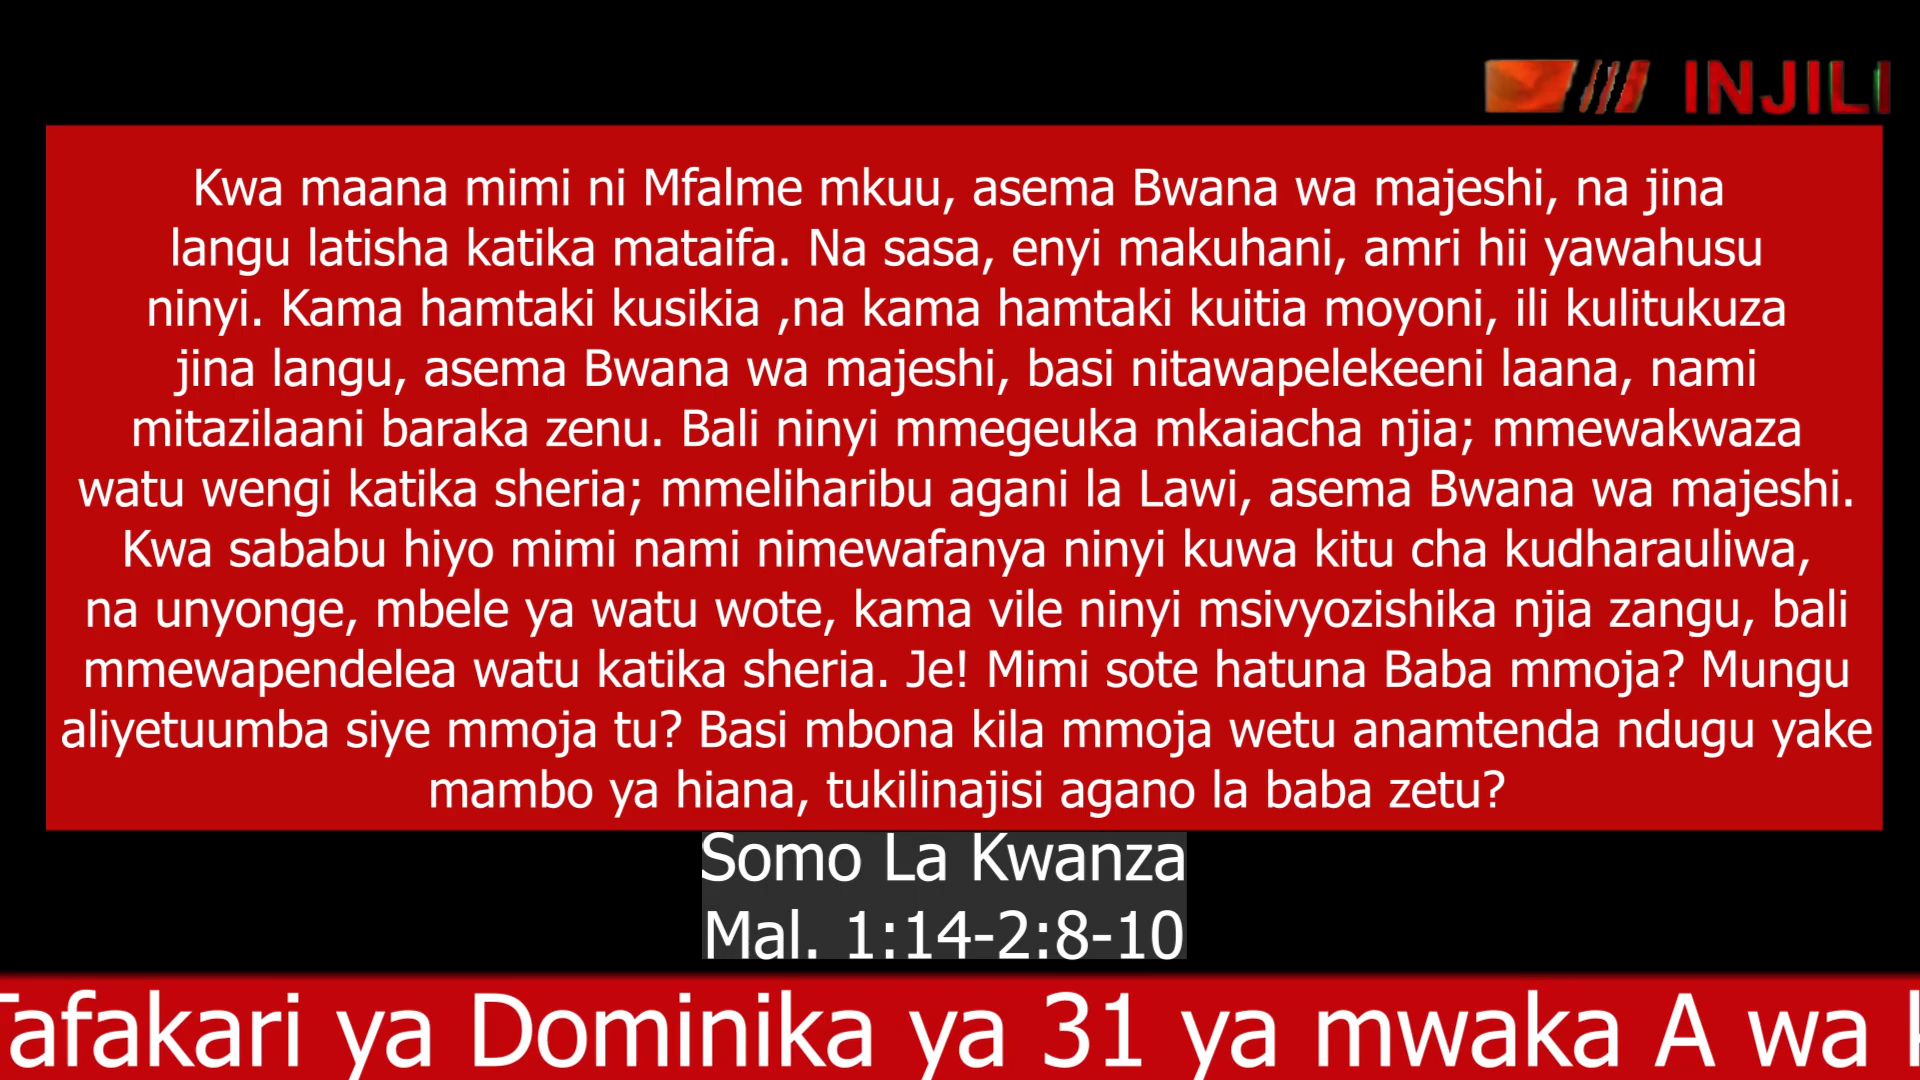 INJILI
Kwa maana mimi ni Mfalme mkuu, asema Bwana wa majeshi, na jina
langu latisha katika mataifa. Na sasa, enyi makuhani, amri hii yawahusu
ninyi. Kama hamtaki kusikia ,na kama hamtaki kuitia moyoni, ili kulitukuza
jina langu, asema Bwana wa majeshi, basi nitawapelekeeni laana, nami
mitazilaani baraka zenu. Bali ninyi mmegeuka mkaiacha njia; mmewakwaza
watu wengi katika sheria; mmeliharibu agani la Lawi, asema Bwana wa majeshi.
Kwa sababu hiyo mimi nami nimewafanya ninyi kuwa kitu cha kudharauliwa,
na unyonge, mbele ya watu wote, kama vile ninyi msivyozishika njia zangu, bali
mmewapendelea watu katika sheria. Je! Mimi sote hatuna Baba mmoja? Mungu
aliyetuumba siye mmoja tu? Basi mbona kila mmoja wetu anamtenda ndugu yake
mambo ya hiana, tukilinajisi agano la baba zetu?
Somo La Kwanza
Mal. 1:14-2:8-10
Tafakari ya Dominika ya 31 ya mwaka A wa